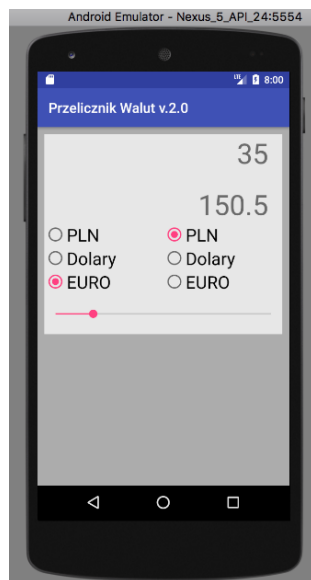 Android Emulator - Nexus_5_API_24:5554
LTE 8:00
Przelicznik Walut v.2.0
35
150.5
PLN PLN
Dolary Dolary
EURO EURO